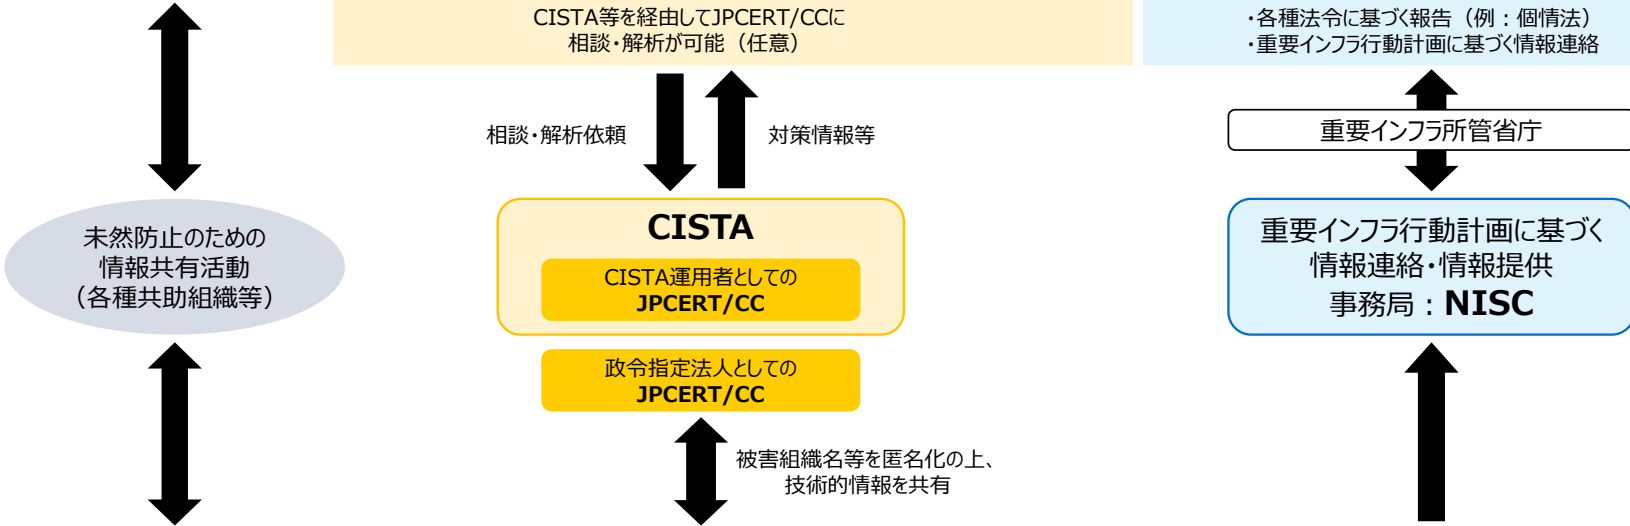 CISTA等を経由してJPCERT/CCに
相談・解析が可能（任意）
・各種法令に基づく報告（例：個情法）
・重要インフラ行動計画に基づく情報連絡
相談・解析依頼
対策情報等
重要インフラ所管省庁
未然防止のための
情報共有活動
（各種共助組織等）
CISTA
CISTA運用者としての
JPCERT/CC
政令指定法人としての
JPCERT/CC
重要インフラ行動計画に基づく
情報連絡・情報提供
事務局：NISC
被害組織名等を匿名化の上、
技術的情報を共有